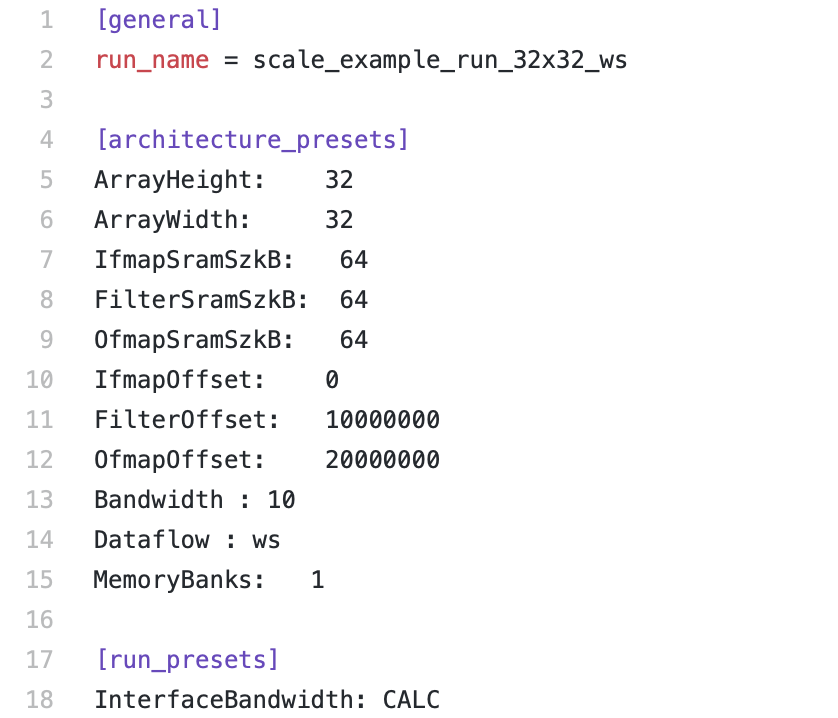 1 [general]
2 run_name = scale_example_run_32x32_ws
3
4 [architecture_presets]
5 ArrayHeight:    32
6 ArrayWidth:     32
7 IfmapSramSzkB:   64
8 FilterSramSzkB:  64
9 OfmapSramSzkB:   64
10 IfmapOffset:    0
11 FilterOffset:   10000000
12 OfmapOffset:    20000000
13 Bandwidth : 10
14 Dataflow : ws
15 MemoryBanks:   1
16
17 [run_presets]
18 InterfaceBandwidth: CALC